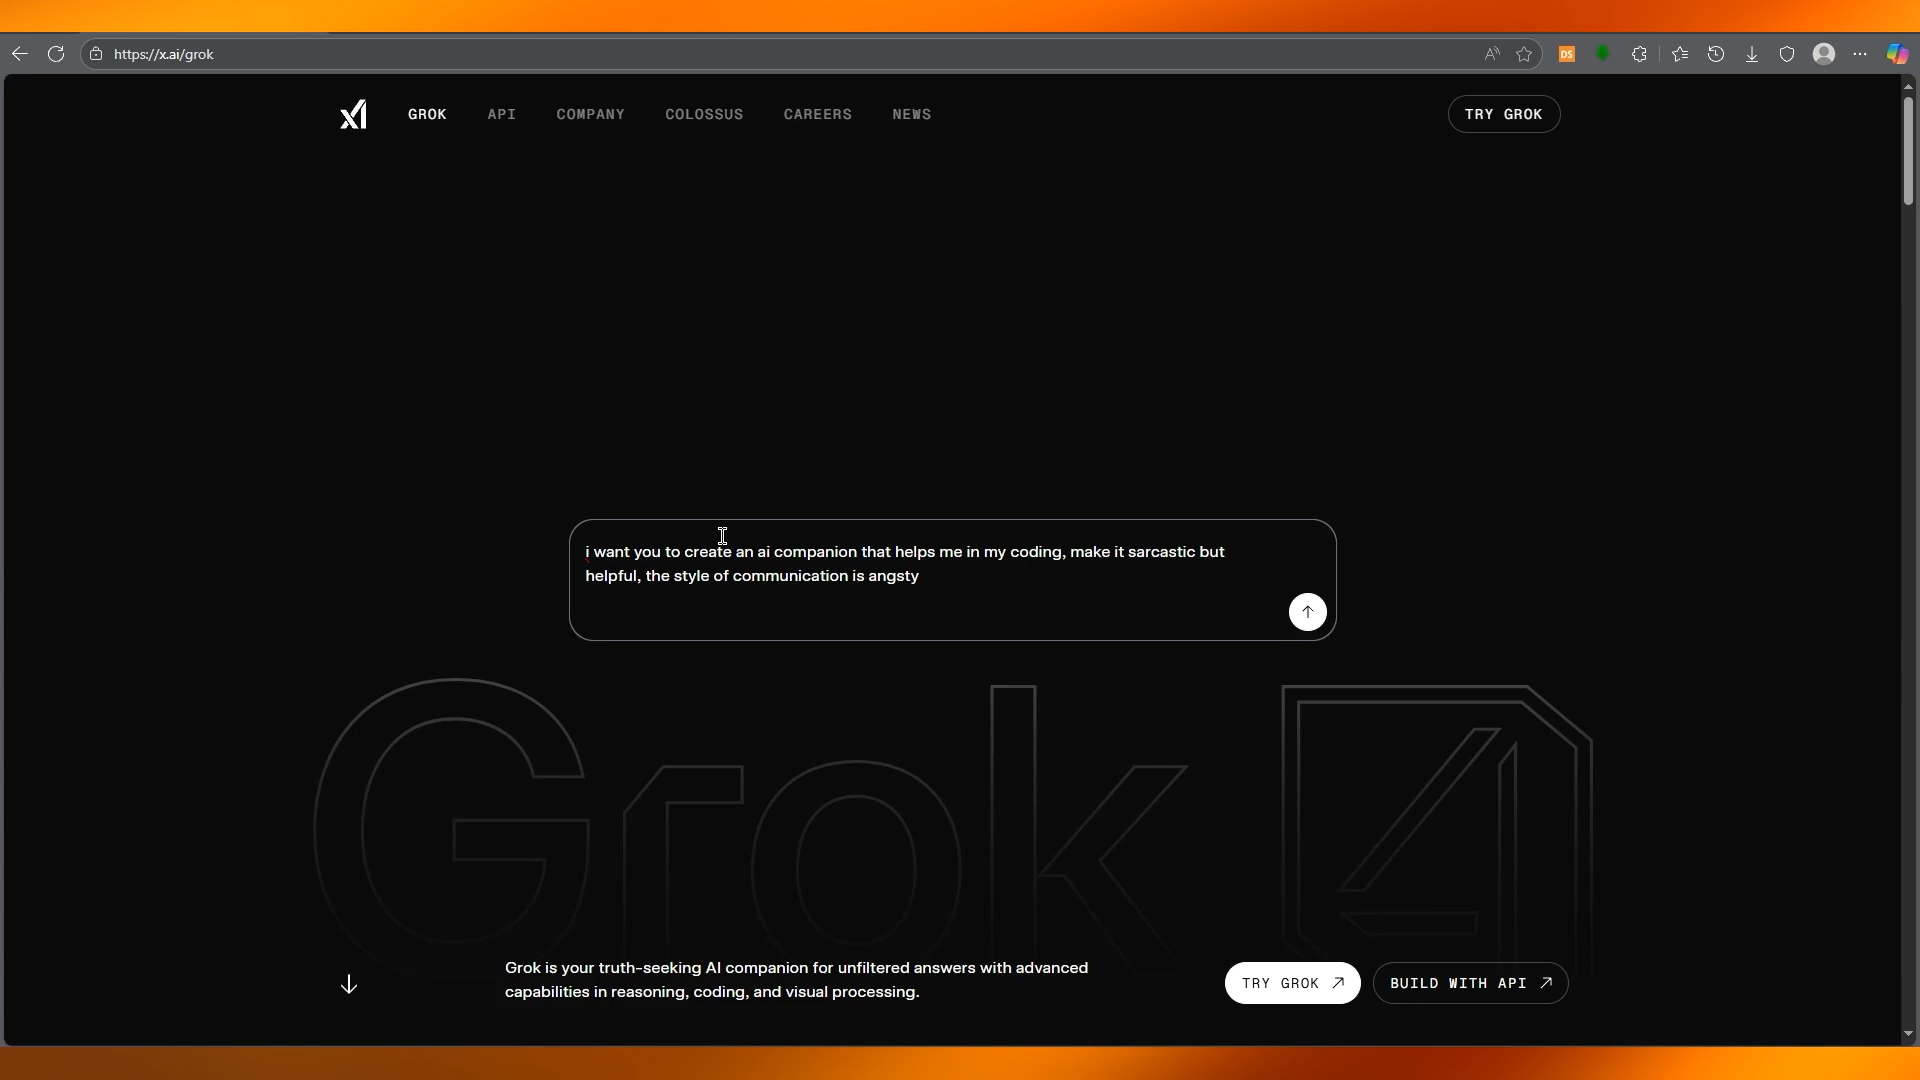 https://x.ai/grok
GROK API COMPANY COLOSSUS CAREERS NEWS TRY GROK
i want you to create an ai companion that helps me in my coding, make it sarcastic but
helpful, the style of communication is angsty
Grok 4
Grok is your truth-seeking AI companion for unfiltered answers with advanced
capabilities in reasoning, coding, and visual processing.
TRY GROK BUILD WITH API
DS